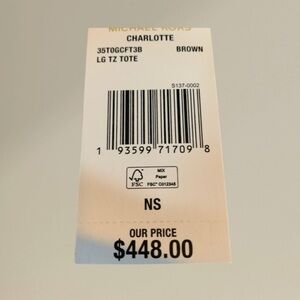 MICHAEL KORS
CHARLOTTE
35T0GCFT3B BROWN
LG TZ TOTE
S137-0002
1 93599 71709 8
FSC
MIX
Paper
FSC® C012345
NS
OUR PRICE
$448.00